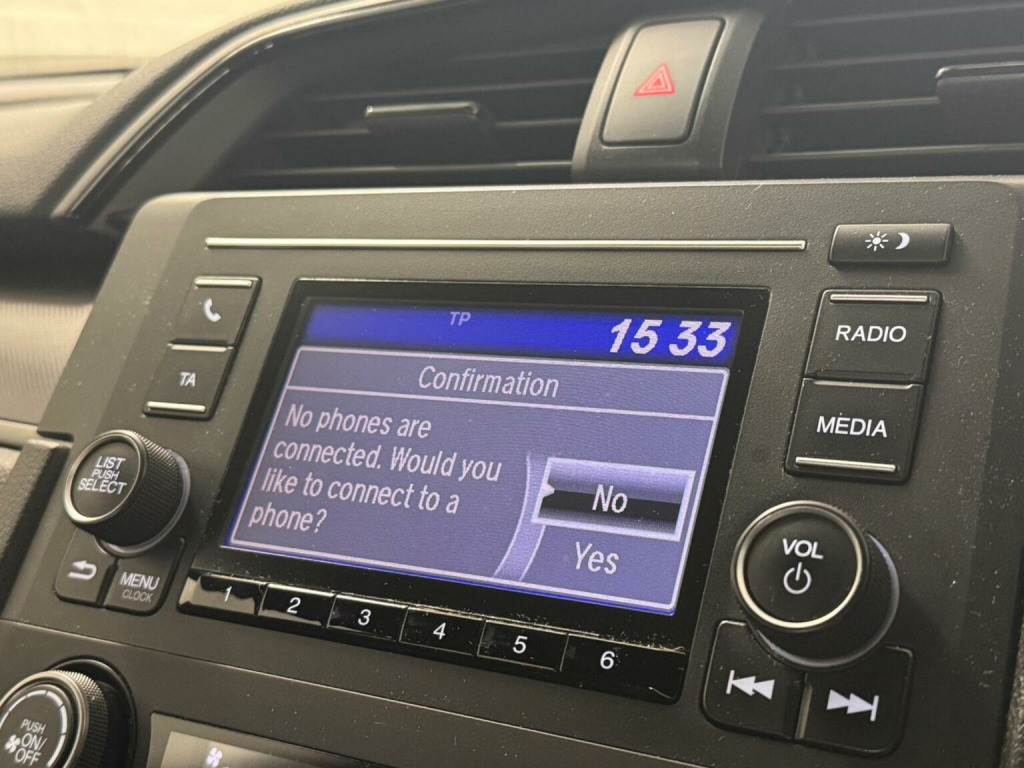 TP
15 33
Confirmation
No phones are
connected. Would you
like to connect to a
phone?
No
Yes
RADIO
MEDIA
TA
LIST
PUSH
SELECT
MENU
CLOCK
VOL
1 2 3 4 5 6
PUSH
ON/
OFF